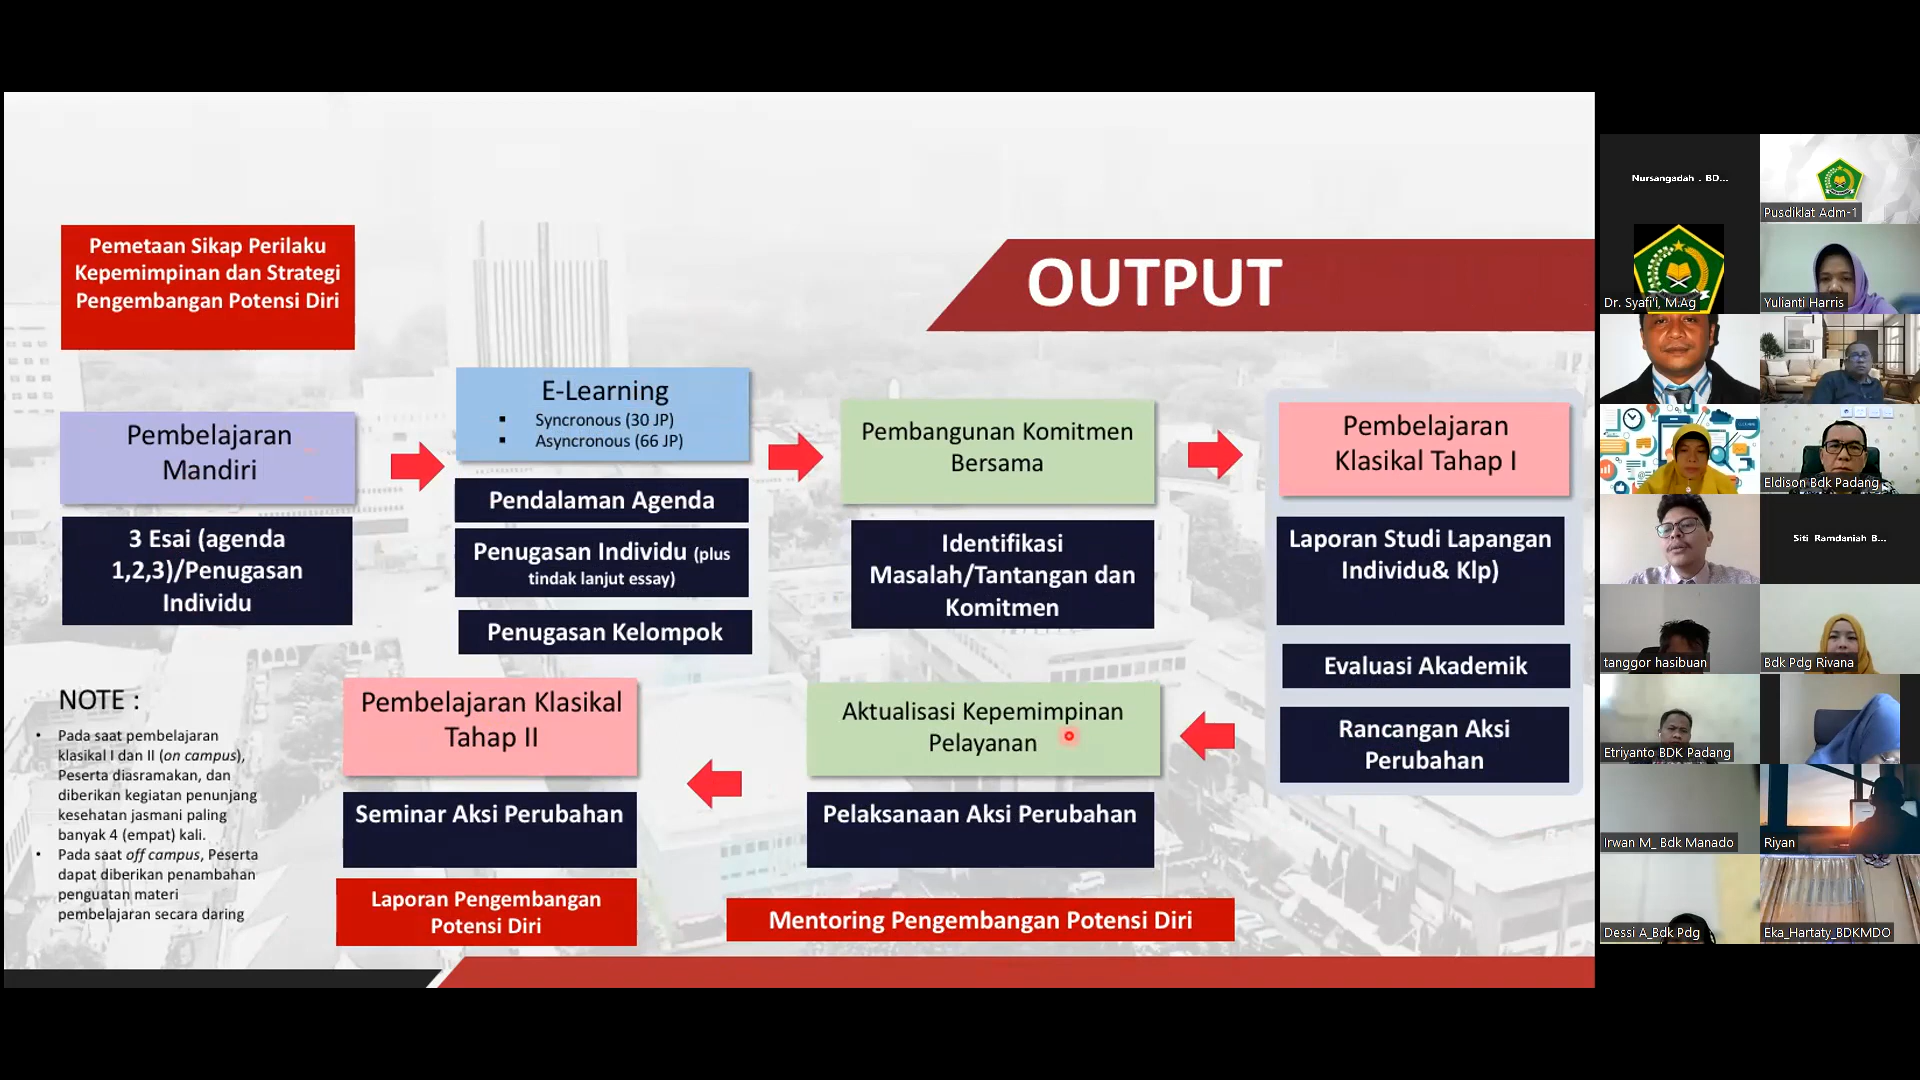 OUTPUT
Pemetaan Sikap Perilaku
Kepemimpinan dan Strategi
Pengembangan Potensi Diri
Pembelajaran
Mandiri
3 Esai (agenda
1,2,3)/Penugasan
Individu
E-Learning
▪ Syncronous (30 JP)
▪ Asyncronous (66 JP)
Pendalaman Agenda
Penugasan Individu (plus
tindak lanjut essay)
Penugasan Kelompok
Pembangunan Komitmen
Bersama
Identifikasi
Masalah/Tantangan dan
Komitmen
Pembelajaran
Klasikal Tahap I
Laporan Studi Lapangan
Individu& Klp)
Evaluasi Akademik
Rancangan Aksi
Perubahan
Aktualisasi Kepemimpinan
Pelayanan
Pelaksanaan Aksi Perubahan
Mentoring Pengembangan Potensi Diri
Pembelajaran Klasikal
Tahap II
Seminar Aksi Perubahan
Laporan Pengembangan
Potensi Diri
NOTE :
• Pada saat pembelajaran
klasikal I dan II (on campus),
Peserta diasramakan, dan
diberikan kegiatan penunjang
kesehatan jasmani paling
banyak 4 (empat) kali.
• Pada saat off campus, Peserta
dapat diberikan penambahan
penguatan materi
pembelajaran secara daring
Nursangadah . BD...
Pusdiklat Adm-1
Dr. Syafi'i, M.Ag
Yulianti Harris
Eldison Bdk Padang
Siti Ramdaniah B...
tanggor hasibuan
Bdk Pdg Rivana
Etriyanto BDK Padang
Irwan M_ Bdk Manado
Riyan
Dessi A_Bdk Pdg
Eka_Hartaty_BDKMDO